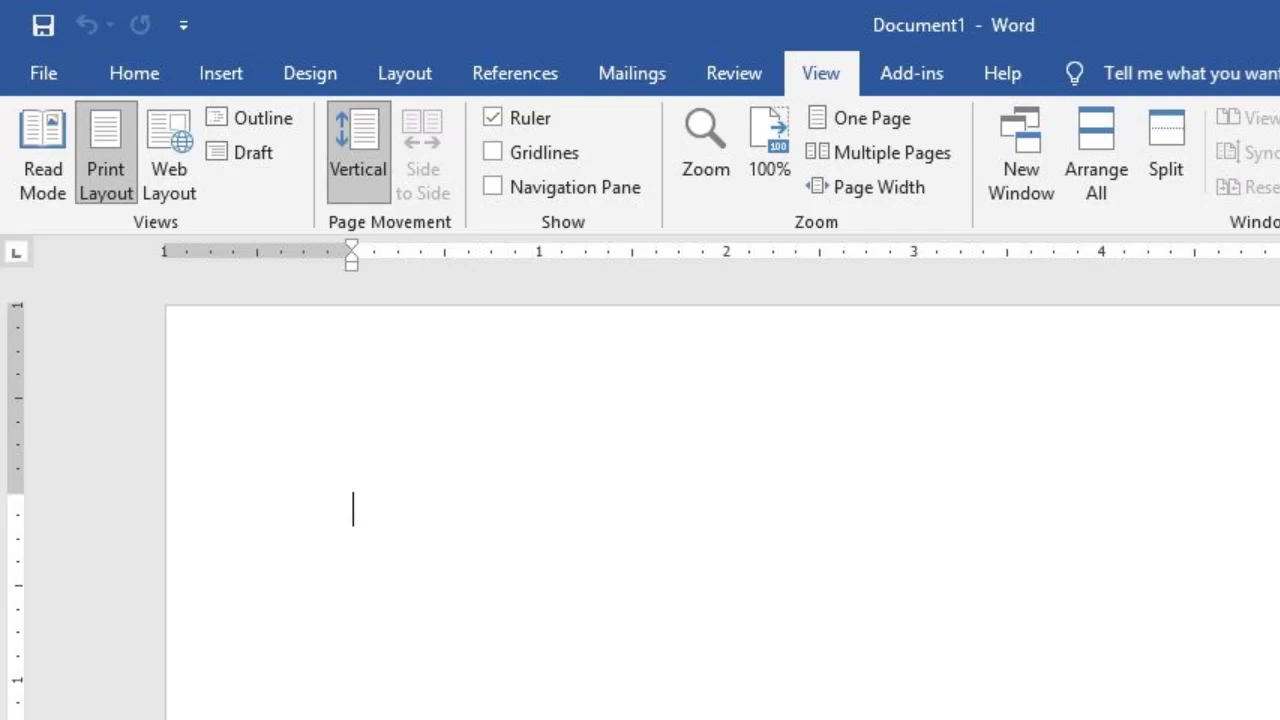 Document1 - Word
File Home Insert Design Layout References Mailings Review View Add-ins Help Tell me what you want
Read Mode
Print Layout
Web Layout
Outline
Draft
Views
Vertical
Side to Side
Page Movement
Ruler
Gridlines
Navigation Pane
Show
Zoom
100
100%
One Page
Multiple Pages
Page Width
Zoom
New Window
Arrange All
Split
View
Sync
Rese
Windo
L
1 1 2 3 4
1
1